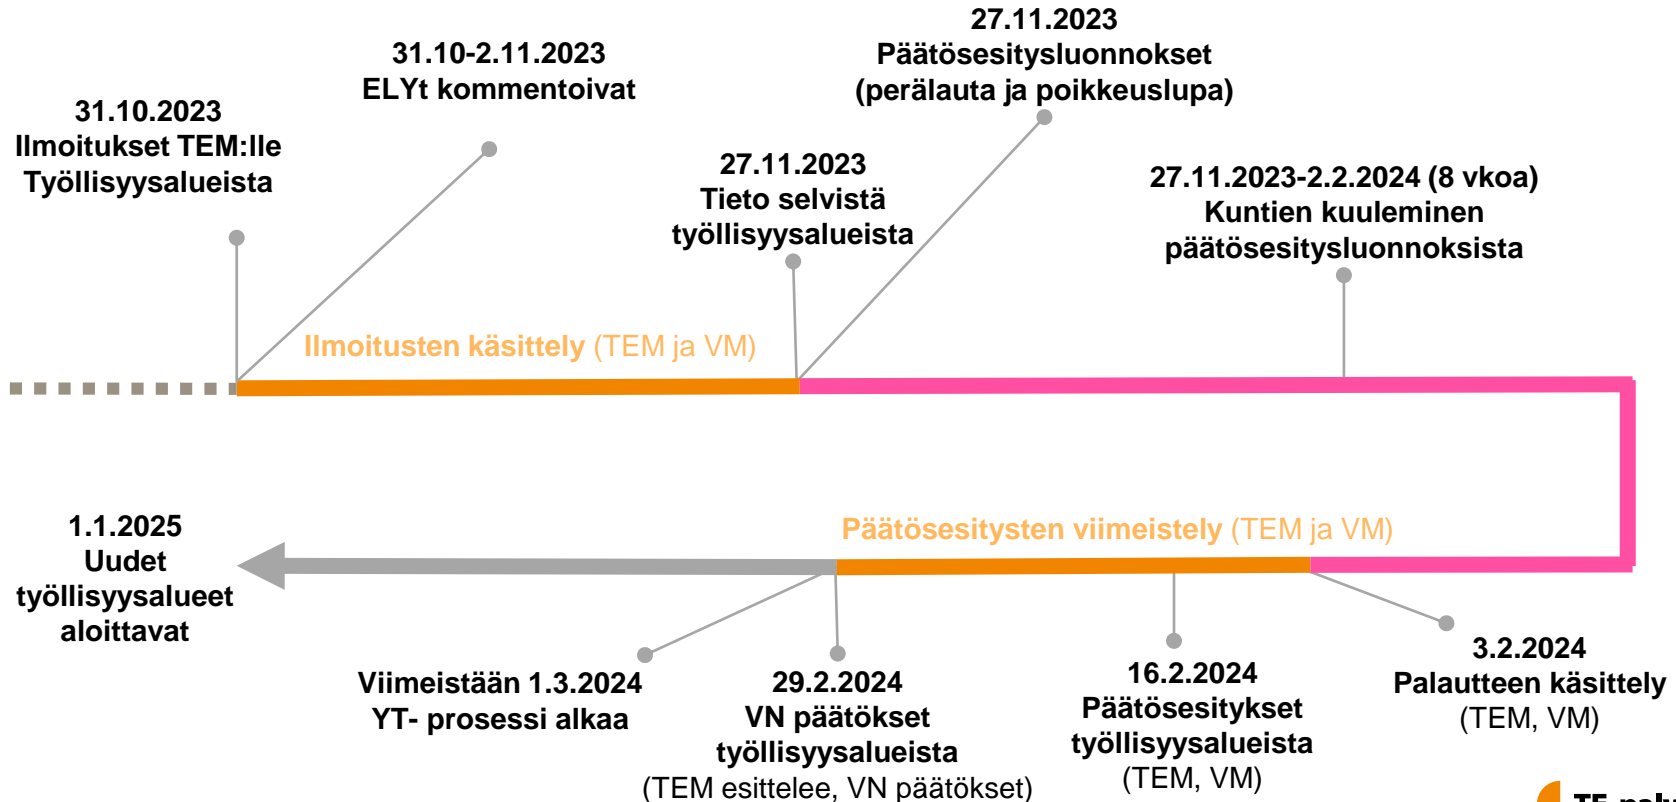 31.10.2023
Ilmoitukset TEM:lle
Työllisyysalueista
31.10-2.11.2023
ELYt kommentoivat
27.11.2023
Tieto selvistä
työllisyysalueista
27.11.2023
Päätösesitysluonnokset
(perälauta ja poikkeuslupa)
27.11.2023-2.2.2024 (8 vkoa)
Kuntien kuuleminen
päätösesitysluonnoksista
Ilmoitusten käsittely (TEM ja VM)
Päätösesitysten viimeistely (TEM ja VM)
3.2.2024
Palautteen käsittely
(TEM, VM)
16.2.2024
Päätösesitykset
työllisyysalueista
(TEM, VM)
29.2.2024
VN päätökset
työllisyysalueista
(TEM esittelee, VN päätökset)
Viimeistään 1.3.2024
YT- prosessi alkaa
1.1.2025
Uudet
työllisyysalueet
aloittavat